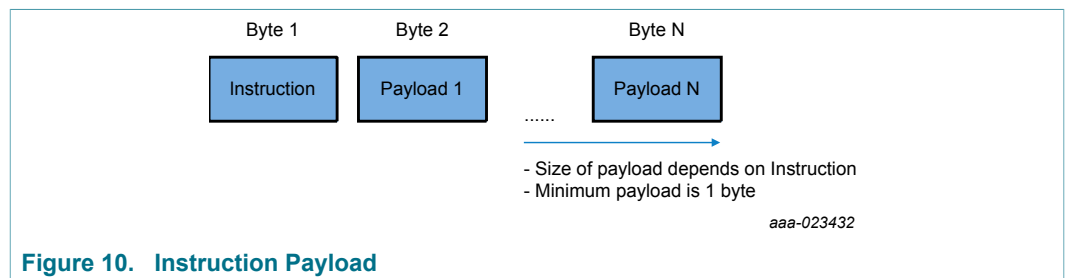 Byte 1 Byte 2 Byte N
Instruction Payload 1 Payload N
......
- Size of payload depends on Instruction
- Minimum payload is 1 byte
aaa-023432
Figure 10. Instruction Payload